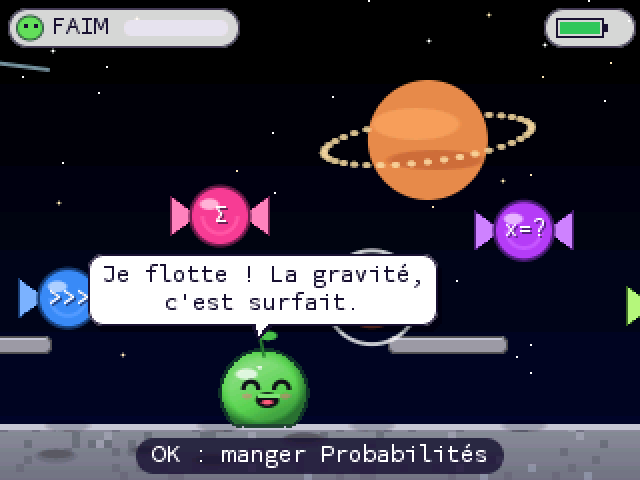 FAIM
Σ
x=?
Je flotte ! La gravité,
c'est surfait.
>>>
OK : manger Probabilités